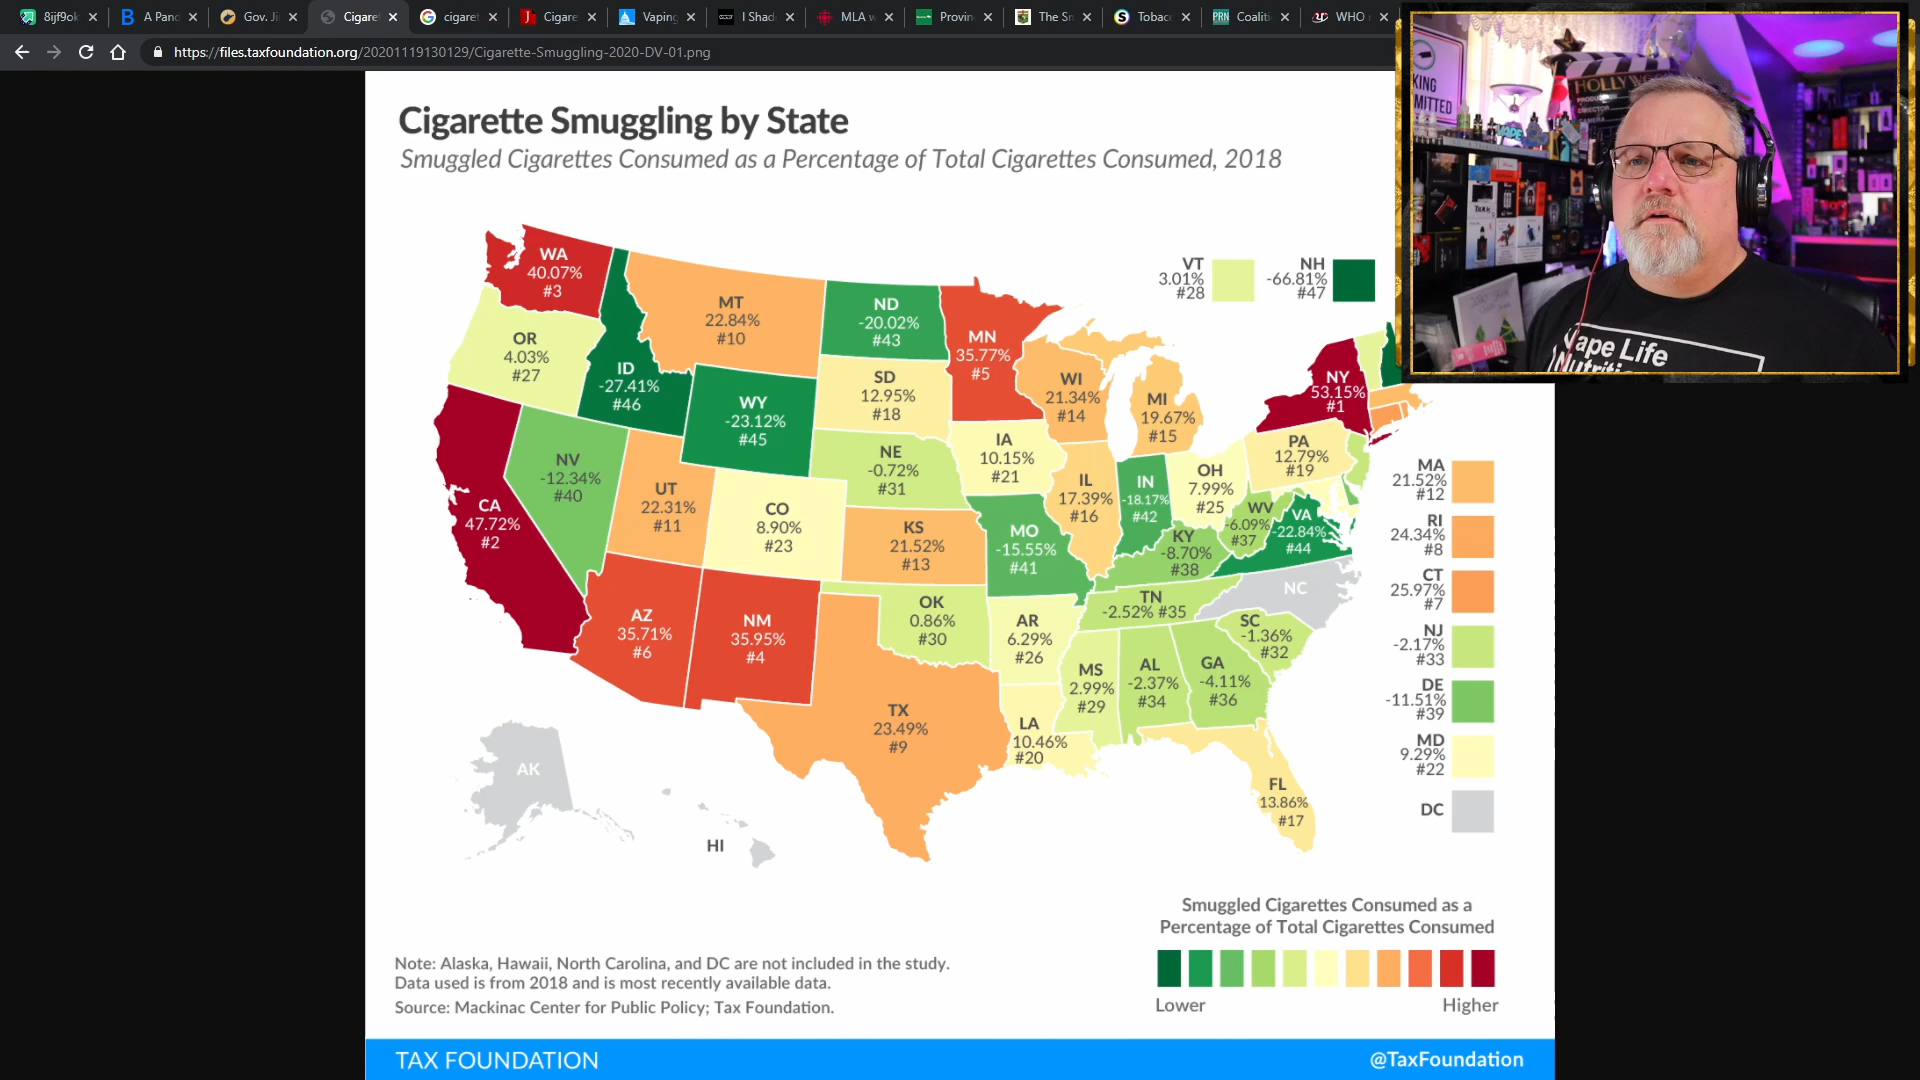 8ijf9ok
A Panc
Gov. Ji
Cigare
cigaret
Cigare
Vaping
I Shad
MLA w
Provin
The Sm
Tobac
Coaliti
WHO
https://files.taxfoundation.org/20201119130129/Cigarette-Smuggling-2020-DV-01.png
KING
MITTED
HOLLYWOO
VAPE
Vape Life
Nutriti
Cigarette Smuggling by State
Smuggled Cigarettes Consumed as a Percentage of Total Cigarettes Consumed, 2018
WA
40.07%
#3
OR
4.03%
#27
ID
-27.41%
#46
MT
22.84%
#10
ND
-20.02%
#43
MN
35.77%
#5
VT
3.01%
#28
NH
-66.81%
#47
WY
-23.12%
#45
SD
12.95%
#18
WI
21.34%
#14
MI
19.67%
#15
NY
53.15%
#1
CA
47.72%
#2
NV
-12.34%
#40
UT
22.31%
#11
CO
8.90%
#23
NE
-0.72%
#31
IA
10.15%
#21
IL
17.39%
#16
IN
-18.17%
#42
OH
7.99%
#25
PA
12.79%
#19
KS
21.52%
#13
MO
-15.55%
#41
KY
-8.70%
#38
WV
-6.09%
#37
VA
-22.84%
#44
NC
AZ
35.71%
#6
NM
35.95%
#4
OK
0.86%
#30
AR
6.29%
#26
TN
-2.52% #35
SC
-1.36%
#32
TX
23.49%
#9
LA
10.46%
#20
MS
2.99%
#29
AL
-2.37%
#34
GA
-4.11%
#36
FL
13.86%
#17
AK
HI
MA
21.52%
#12
RI
24.34%
#8
CT
25.97%
#7
NJ
-2.17%
#33
DE
-11.51%
#39
MD
9.29%
#22
DC
Smuggled Cigarettes Consumed as a
Percentage of Total Cigarettes Consumed
Lower
Higher
Note: Alaska, Hawaii, North Carolina, and DC are not included in the study.
Data used is from 2018 and is most recently available data.
Source: Mackinac Center for Public Policy; Tax Foundation.
TAX FOUNDATION
@TaxFoundation